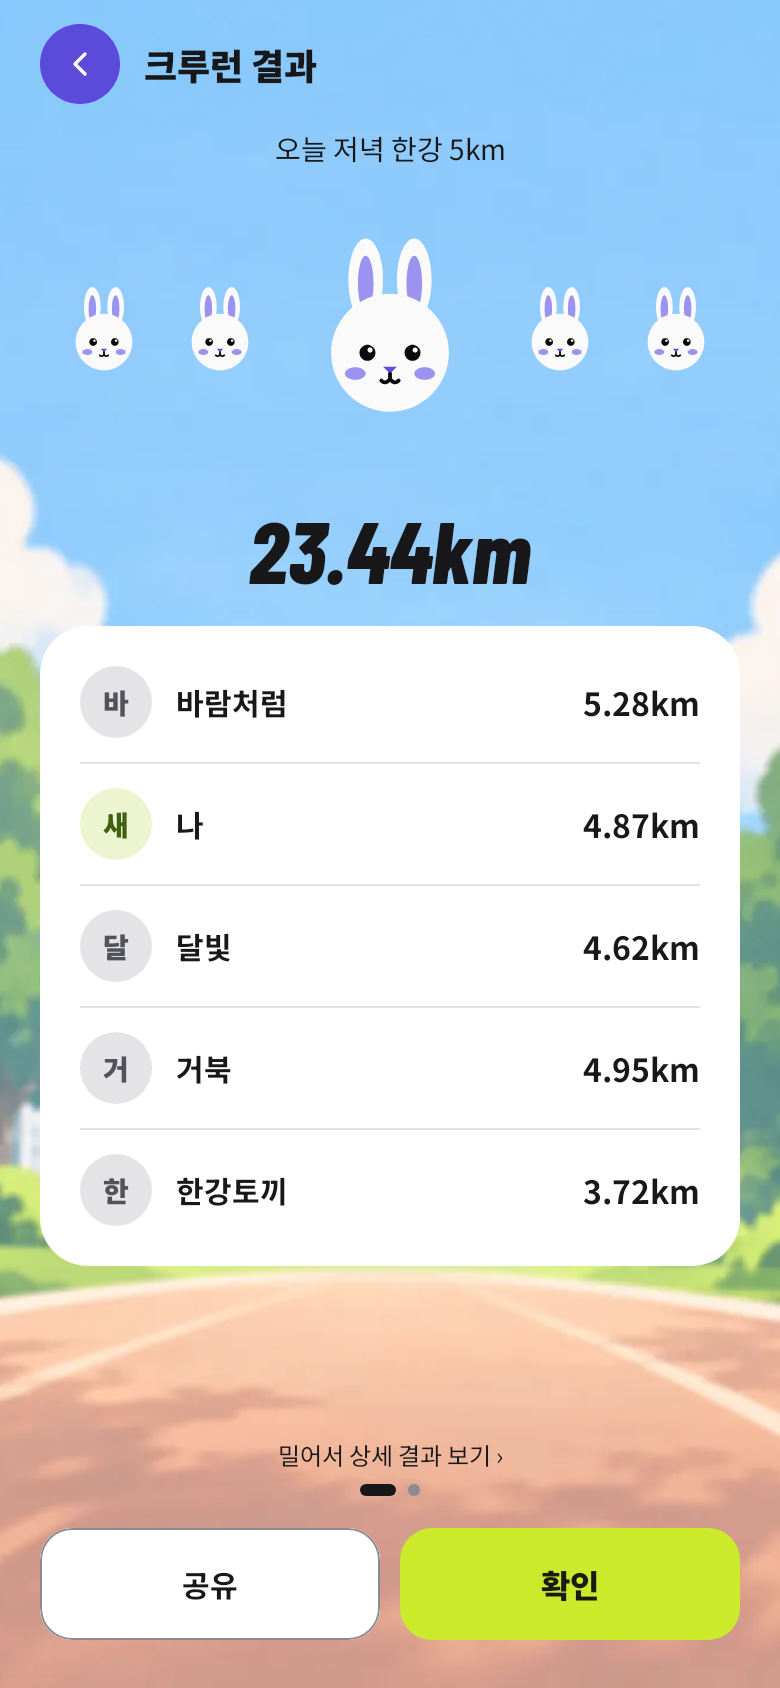 크루런 결과
오늘 저녁 한강 5km
23.44km
바 바람처럼 5.28km
새 나 4.87km
달 달빛 4.62km
거 거북 4.95km
한 한강토끼 3.72km
밀어서 상세 결과 보기 ›
공유 확인